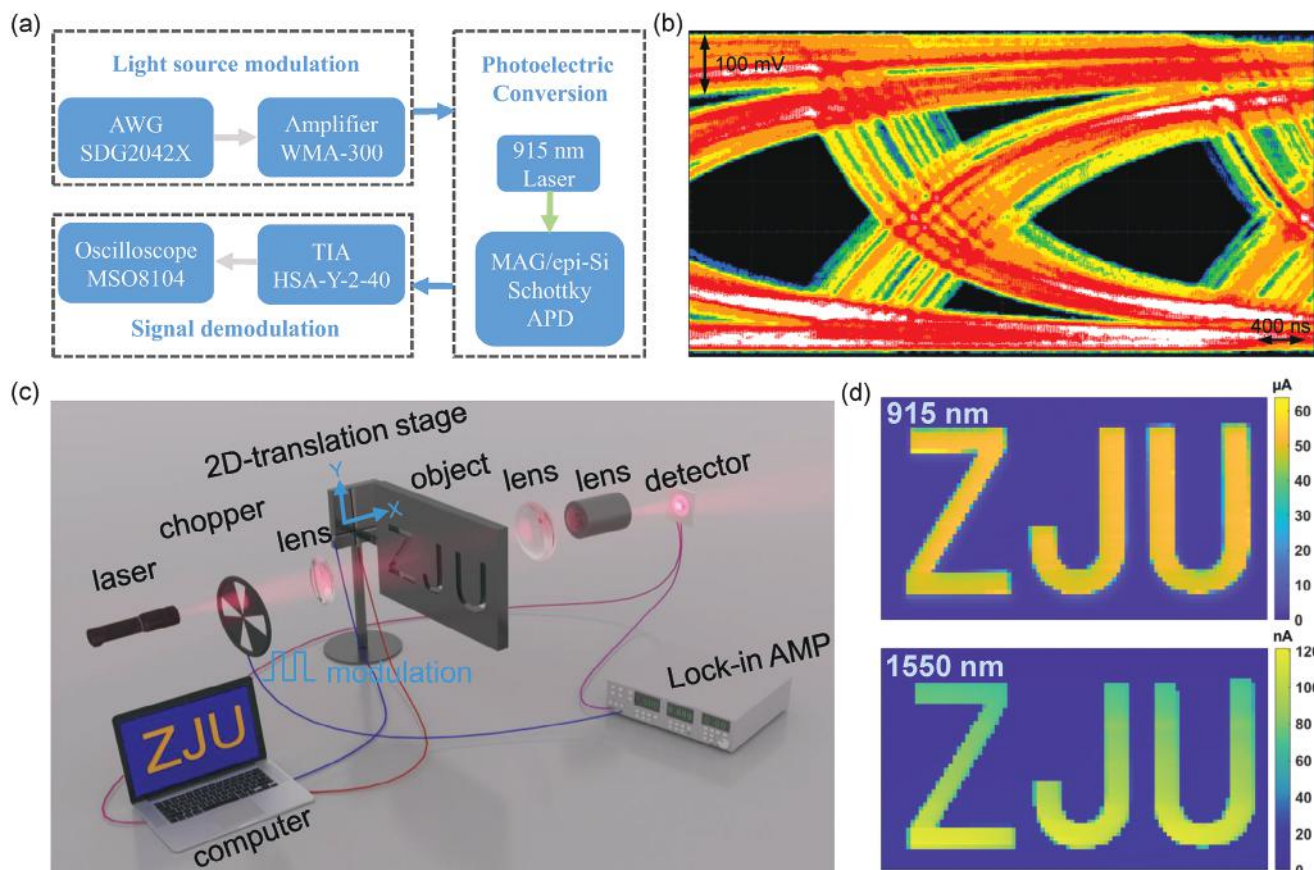 (a)
Light source modulation
AWG
SDG2042X
Amplifier
WMA-300
Photoelectric
Conversion
915 nm
Laser
MAG/epi-Si
Schottky
APD
Oscilloscope
MSO8104
TIA
HSA-Y-2-40
Signal demodulation
(b)
100 mV
400 ns
(c)
2D-translation stage
Y
X
object
lens
lens
detector
chopper
lens
laser
ZJU
modulation
Lock-in AMP
ZJU
computer
(d)
915 nm
ZJU
µA
60
50
40
30
20
10
0
1550 nm
ZJU
nA
120
100
80
60
40
20
0